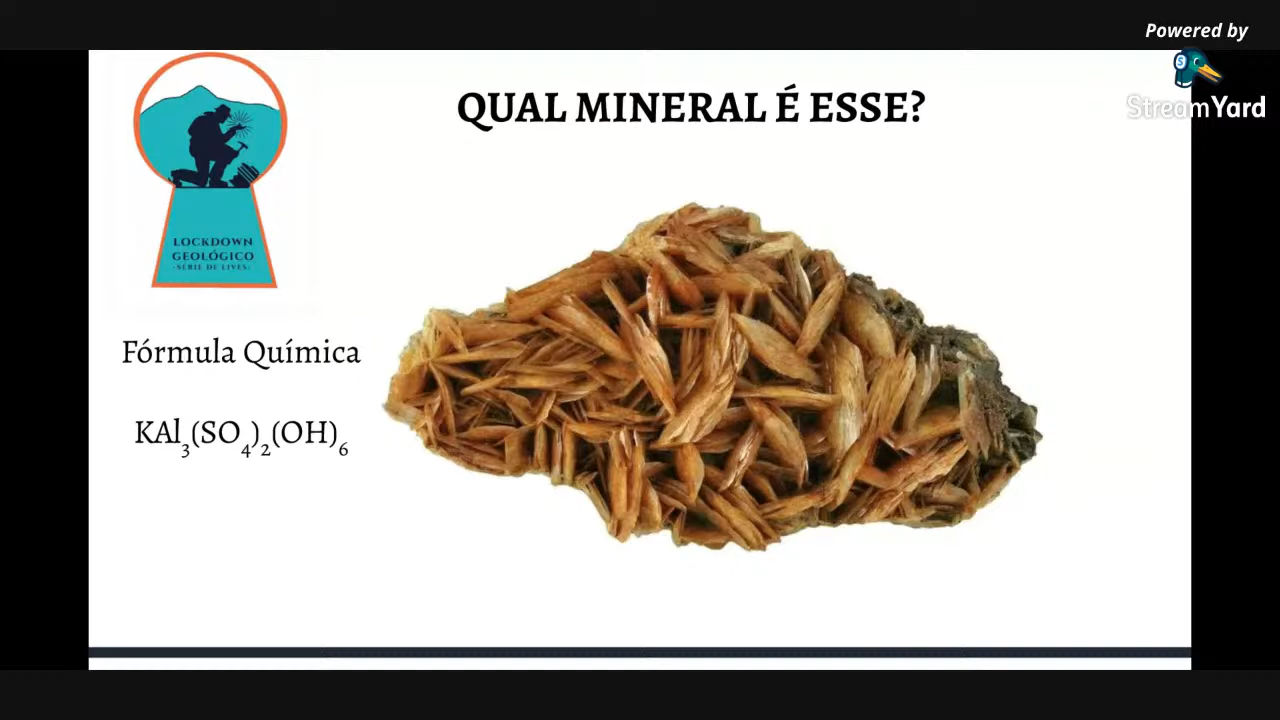 Powered by
StreamYard
QUAL MINERAL É ESSE?
LOCKDOWN
GEOLÓGICO
-SÉRIE DE LIVES-
Fórmula Química
KAl₃(SO₄)₂(OH)₆